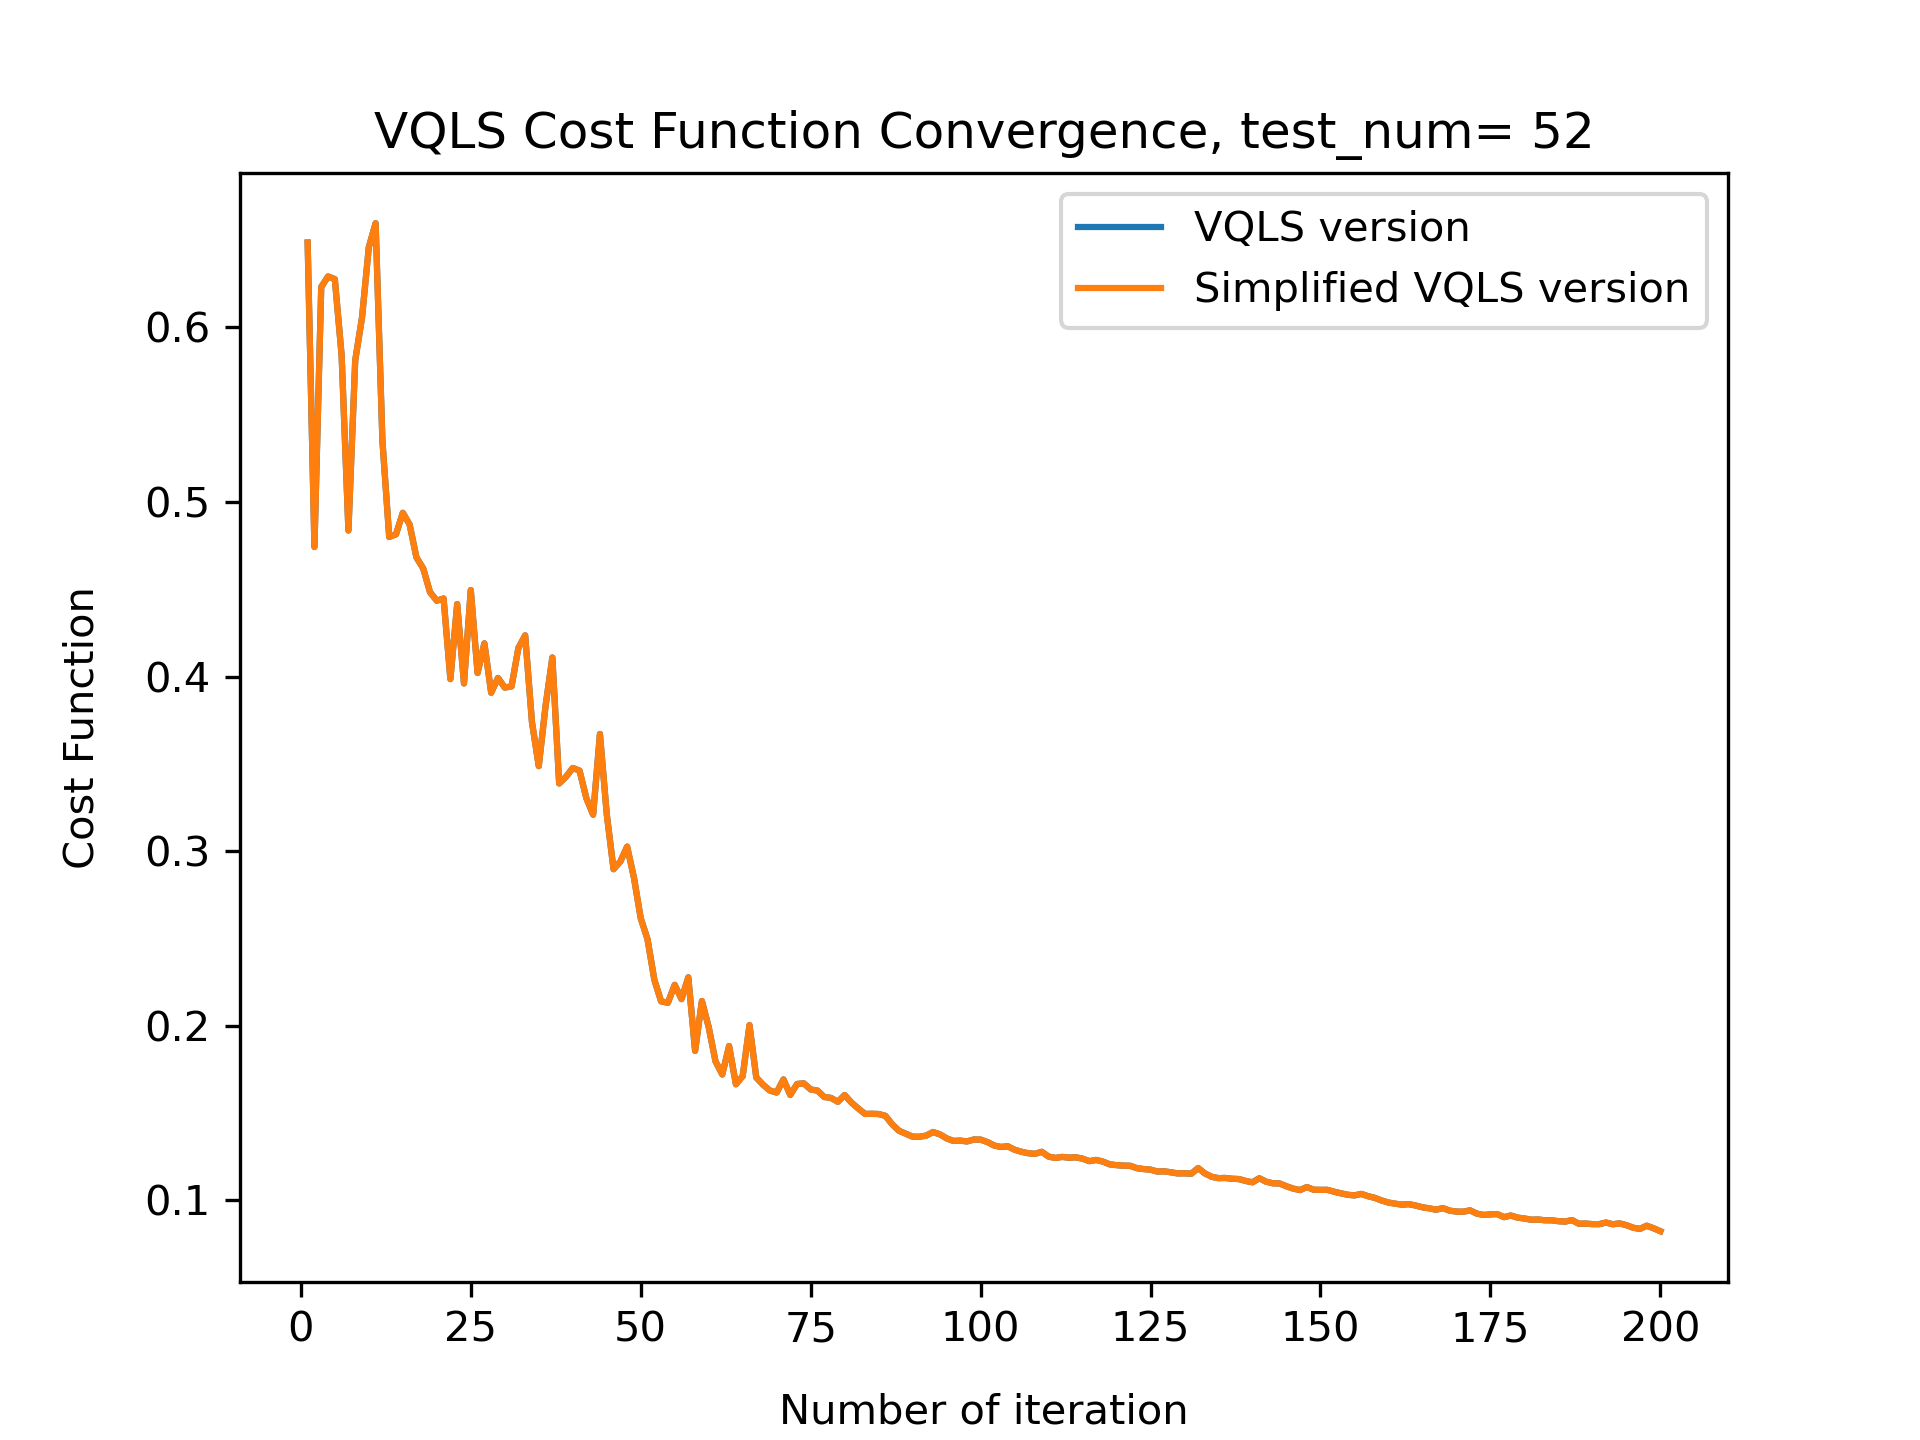 VQLS Cost Function Convergence, test_num= 52
VQLS version
Simplified VQLS version
0.6
0.5
0.4
0.3
0.2
0.1
Cost Function
0 25 50 75 100 125 150 175 200
Number of iteration